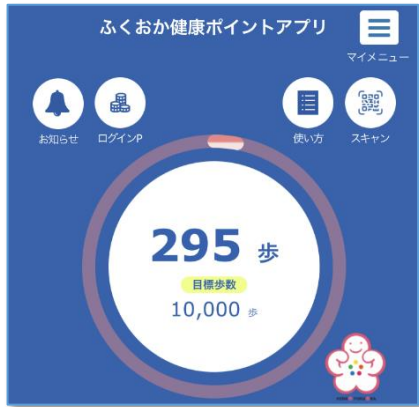 ふくおか健康ポイントアプリ
マイメニュー
お知らせ
ログインP
使い方
スキャン
295 歩
目標歩数
10,000 歩